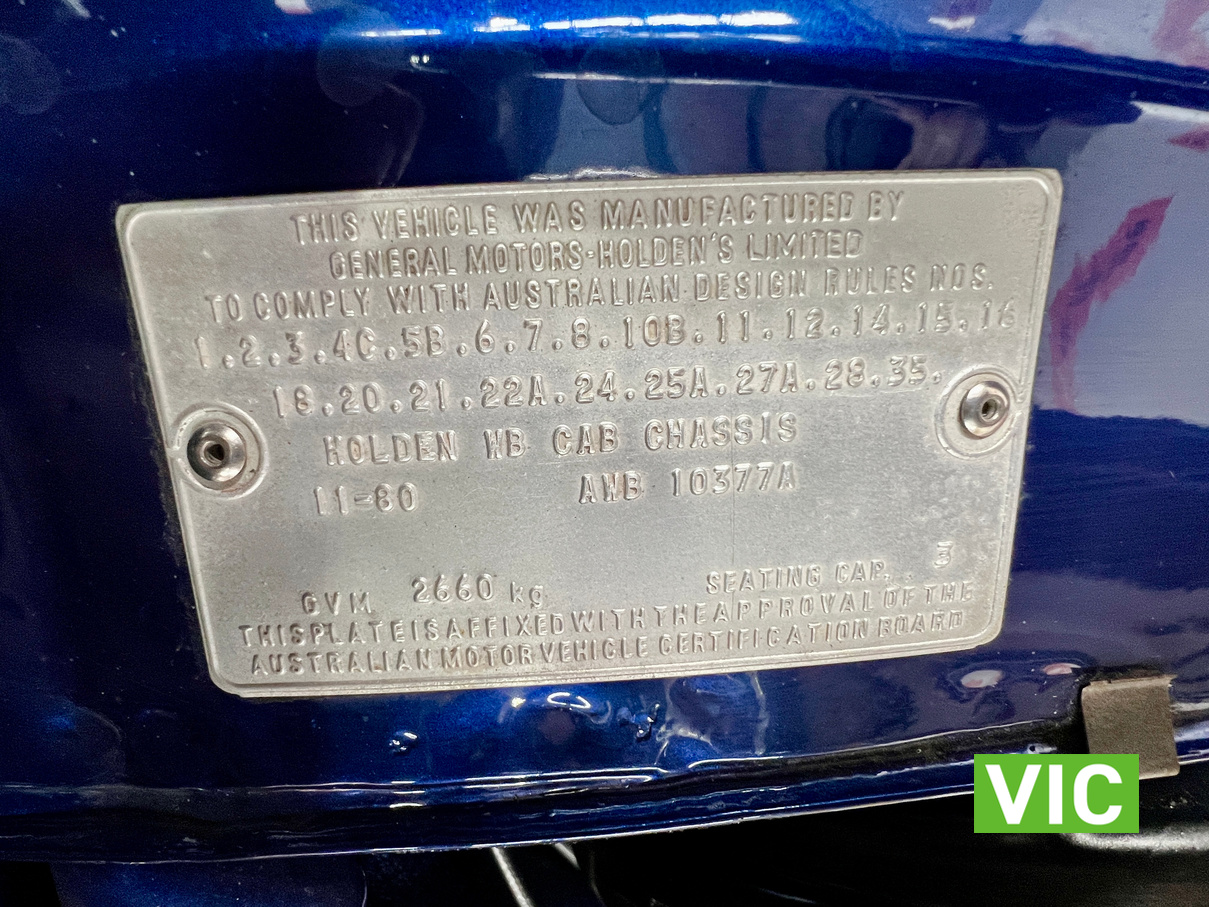 THIS VEHICLE WAS MANUFACTURED BY
GENERAL MOTORS-HOLDEN'S LIMITED
TO COMPLY WITH AUSTRALIAN DESIGN RULES NOS.
1.2.3.4C.5B.6.7.8.10B.11.12.14.15.16
18.20.21.22A.24.25A.27A.28.35.
HOLDEN WB CAB CHASSIS
11-80 AWB 10377A
GVM 2660 kg SEATING CAP. . 3
THIS PLATE IS AFFIXED WITH THE APPROVAL OF THE
AUSTRALIAN MOTOR VEHICLE CERTIFICATION BOARD
VIC